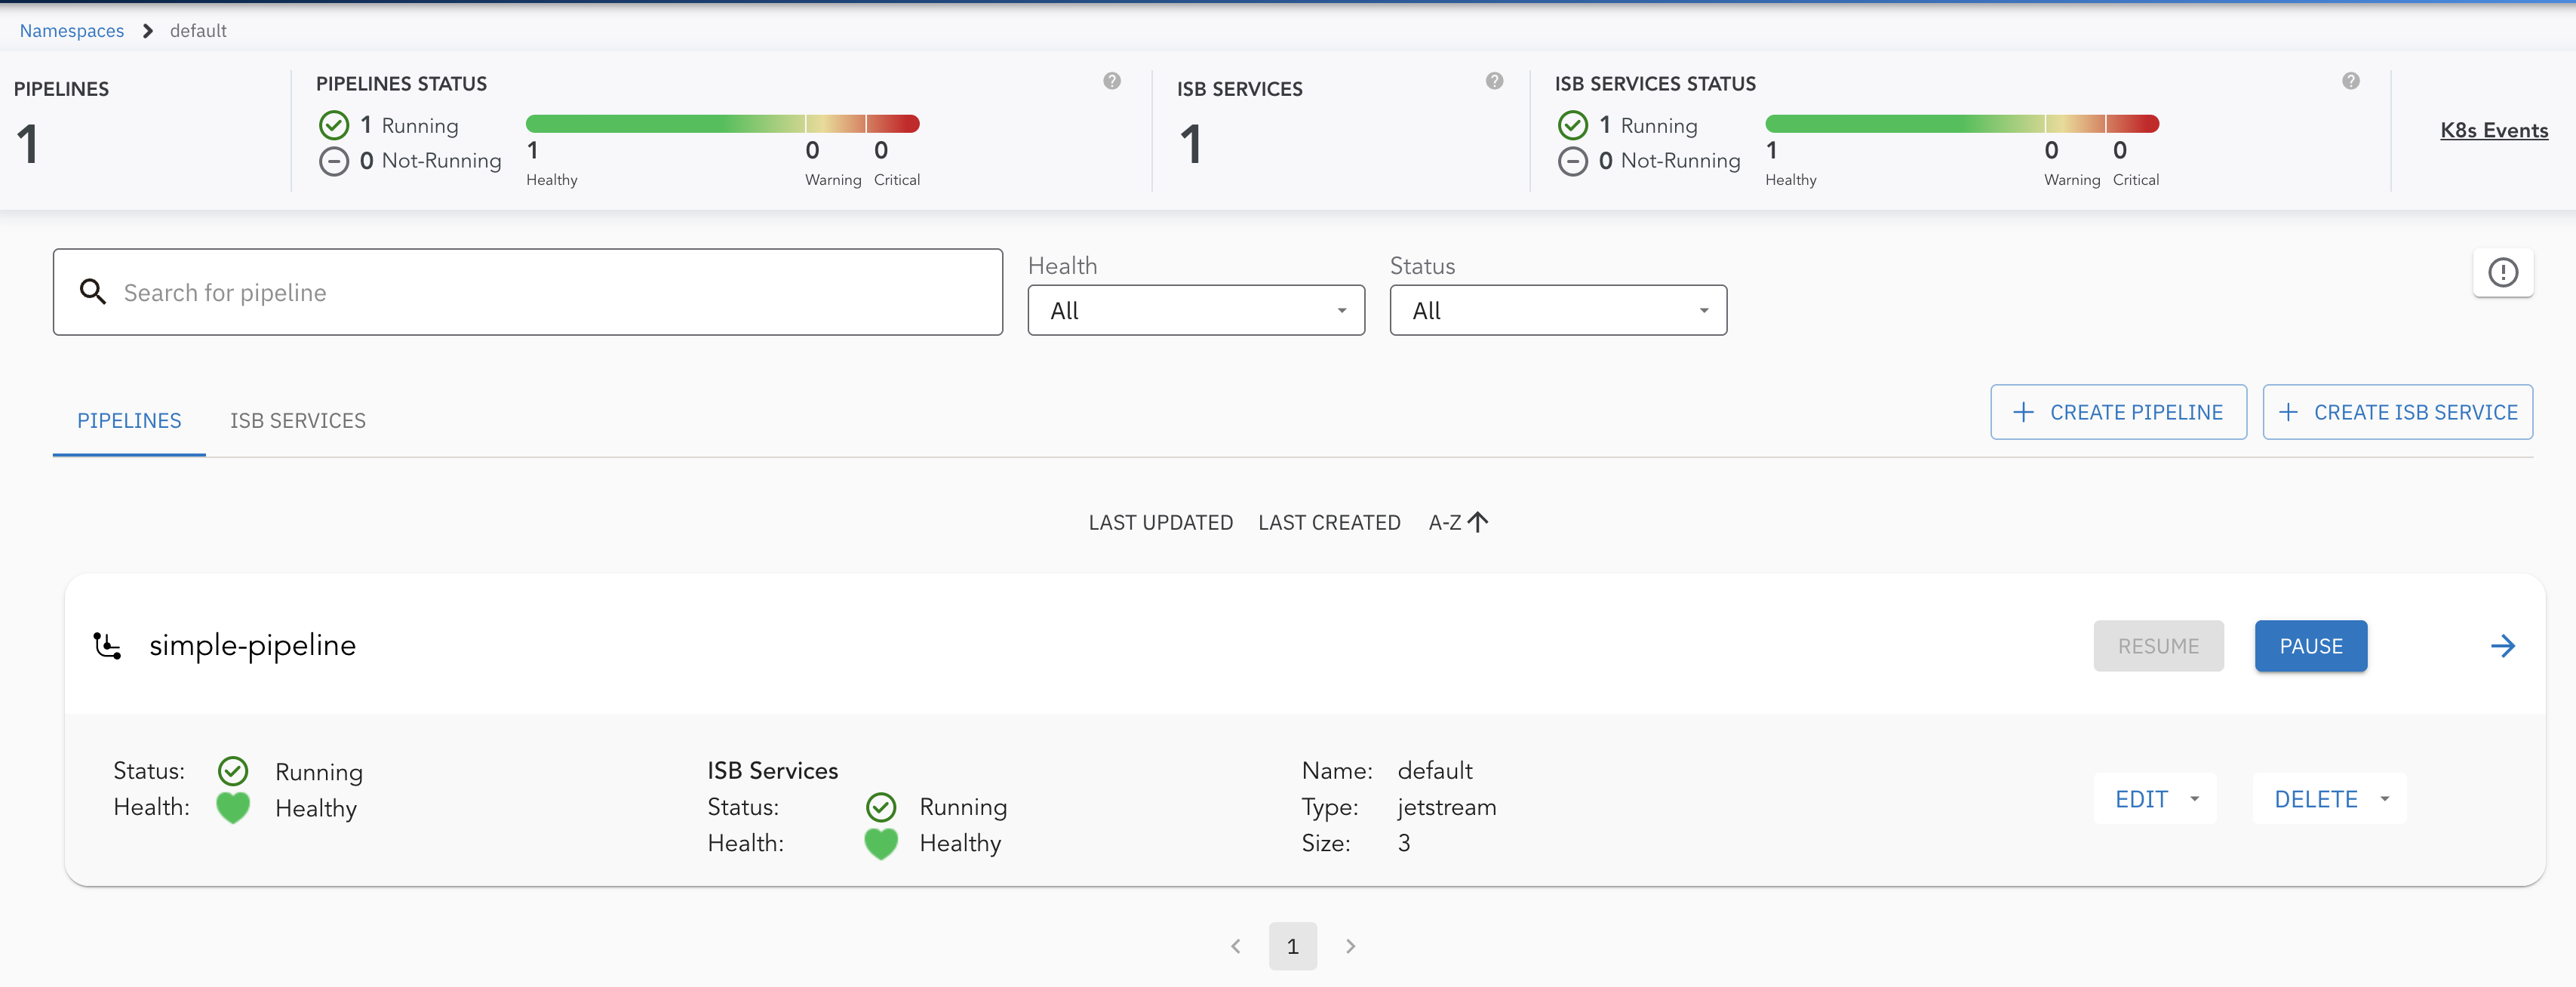 Namespaces default
PIPELINES
1
PIPELINES STATUS
1 Running
0 Not-Running
1 0 0
Healthy Warning Critical
ISB SERVICES
1
ISB SERVICES STATUS
1 Running
0 Not-Running
1 0 0
Healthy Warning Critical
K8s Events
Search for pipeline
Health
All
Status
All
PIPELINES ISB SERVICES
CREATE PIPELINE CREATE ISB SERVICE
LAST UPDATED LAST CREATED A-Z
simple-pipeline
RESUME PAUSE
Status: Running
Health: Healthy
ISB Services
Status: Running
Health: Healthy
Name: default
Type: jetstream
Size: 3
EDIT DELETE
1